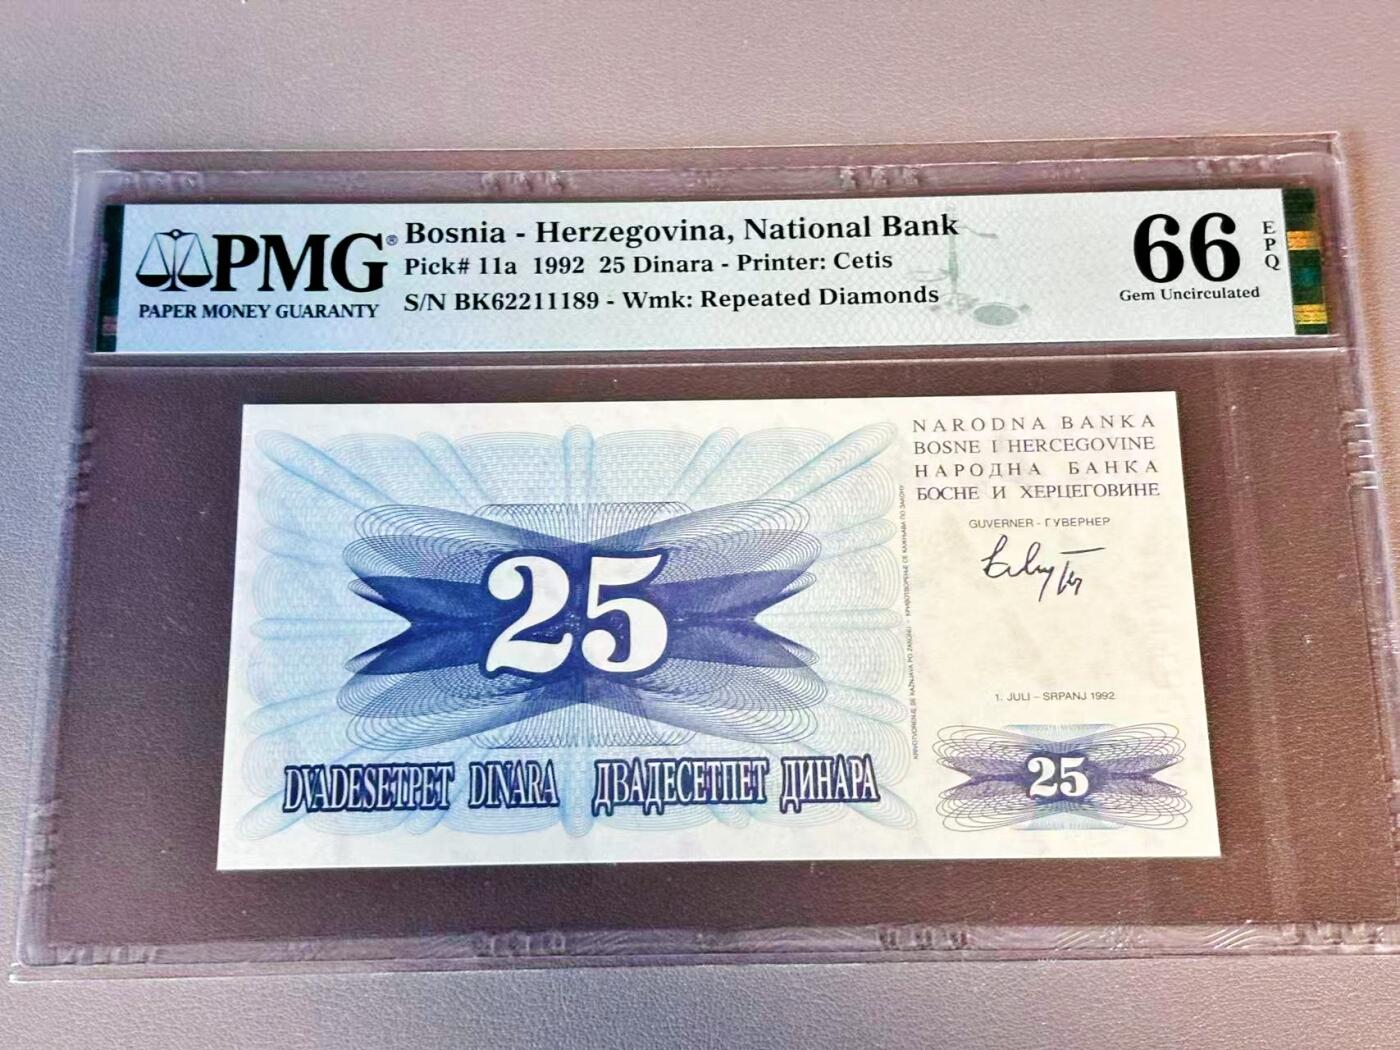 PMG®
PAPER MONEY GUARANTY
Bosnia - Herzegovina, National Bank
Pick# 11a 1992 25 Dinara - Printer: Cetis
S/N BK62211189 - Wmk: Repeated Diamonds
66
EPQ
Gem Uncirculated
NARODNA BANKA
BOSNE I HERCEGOVINE
НАРОДНА БАНКА
БОСНЕ И ХЕРЦЕГОВИНЕ
GUVERNER - ГУВЕРНЕР
1. JULI – SRPANJ 1992
25
25
DVADESETPET DINARA ДВАДЕСЕТПЕТ ДИНАРА